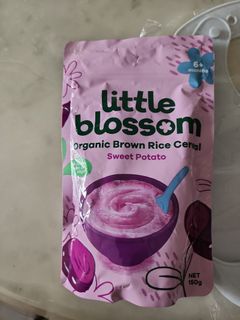 6+
months
little
blossom
Organic Brown Rice Cereal
Sweet Potato
NET
150g